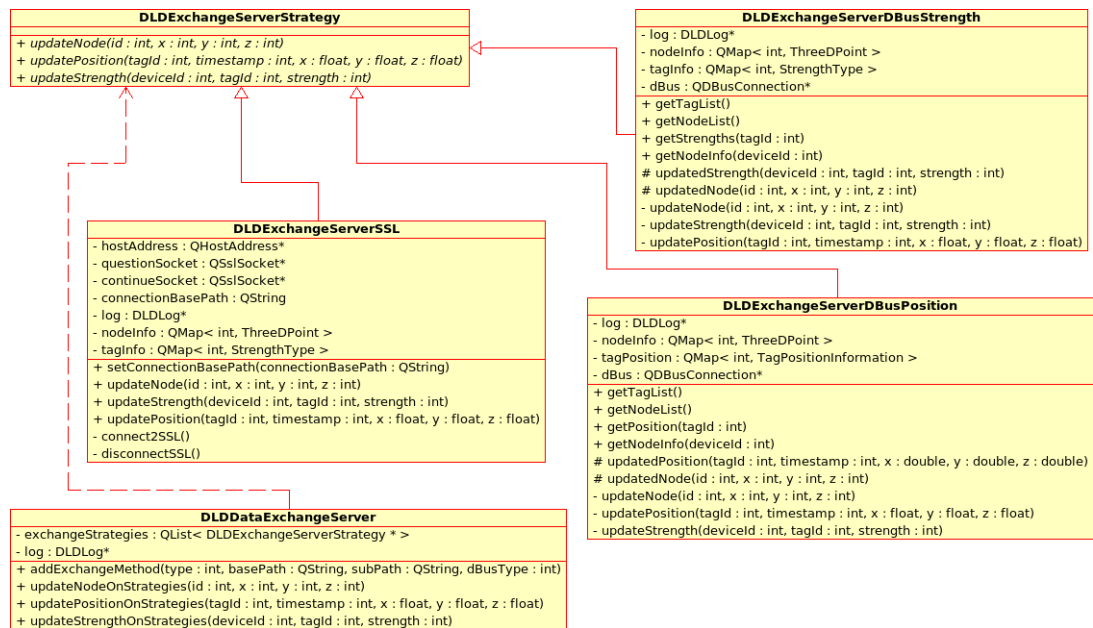 DLDExchangeServerStrategy
+ updateNode(id : int, x : int, y : int, z : int)
+ updatePosition(tagId : int, timestamp : int, x : float, y : float, z : float)
+ updateStrength(deviceId : int, tagId : int, strength : int)
DLDExchangeServerDBusStrength
- log : DLDLog*
- nodeInfo : QMap< int, ThreeDPoint >
- tagInfo : QMap< int, StrengthType >
- dBus : QDBusConnection*
+ getTagList()
+ getNodeList()
+ getStrengths(tagId : int)
+ getNodeInfo(deviceId : int)
# updatedStrength(deviceId : int, tagId : int, strength : int)
# updatedNode(id : int, x : int, y : int, z : int)
- updateNode(id : int, x : int, y : int, z : int)
- updateStrength(deviceId : int, tagId : int, strength : int)
- updatePosition(tagId : int, timestamp : int, x : float, y : float, z : float)
DLDExchangeServerSSL
- hostAddress : QHostAddress*
- questionSocket : QSslSocket*
- continueSocket : QSslSocket*
- connectionBasePath : QString
- log : DLDLog*
- nodeInfo : QMap< int, ThreeDPoint >
- tagInfo : QMap< int, StrengthType >
+ setConnectionBasePath(connectionBasePath : QString)
+ updateNode(id : int, x : int, y : int, z : int)
+ updateStrength(deviceId : int, tagId : int, strength : int)
+ updatePosition(tagId : int, timestamp : int, x : float, y : float, z : float)
- connect2SSL()
- disconnectSSL()
DLDExchangeServerDBusPosition
- log : DLDLog*
- nodeInfo : QMap< int, ThreeDPoint >
- tagPosition : QMap< int, TagPositionInformation >
- dBus : QDBusConnection*
+ getTagList()
+ getNodeList()
+ getPosition(tagId : int)
+ getNodeInfo(deviceId : int)
# updatedPosition(tagId : int, timestamp : int, x : double, y : double, z : double)
# updatedNode(id : int, x : int, y : int, z : int)
- updateNode(id : int, x : int, y : int, z : int)
- updatePosition(tagId : int, timestamp : int, x : float, y : float, z : float)
- updateStrength(deviceId : int, tagId : int, strength : int)
DLDDataExchangeServer
- exchangeStrategies : QList< DLDExchangeServerStrategy * >
- log : DLDLog*
+ addExchangeMethod(type : int, basePath : QString, subPath : QString, dBusType : int)
+ updateNodeOnStrategies(id : int, x : int, y : int, z : int)
+ updatePositionOnStrategies(tagId : int, timestamp : int, x : float, y : float, z : float)
+ updateStrengthOnStrategies(deviceId : int, tagId : int, strength : int)